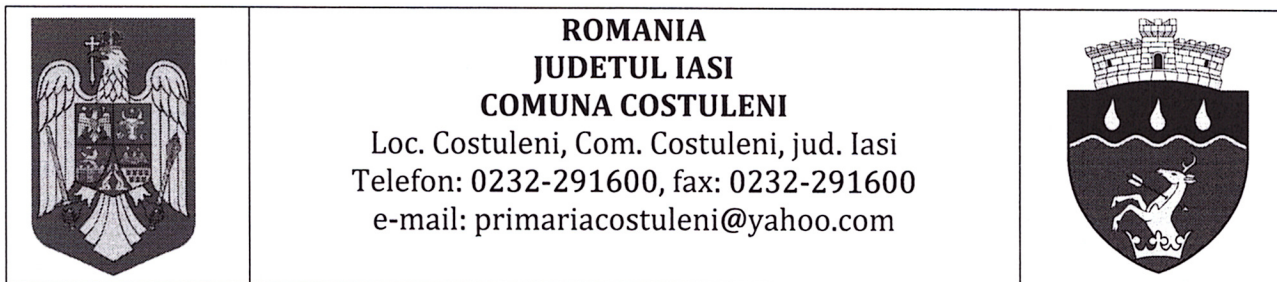 ROMANIA
JUDETUL IASI
COMUNA COSTULENI
Loc. Costuleni, Com. Costuleni, jud. Iasi
Telefon: 0232-291600, fax: 0232-291600
e-mail: primariacostuleni@yahoo.com